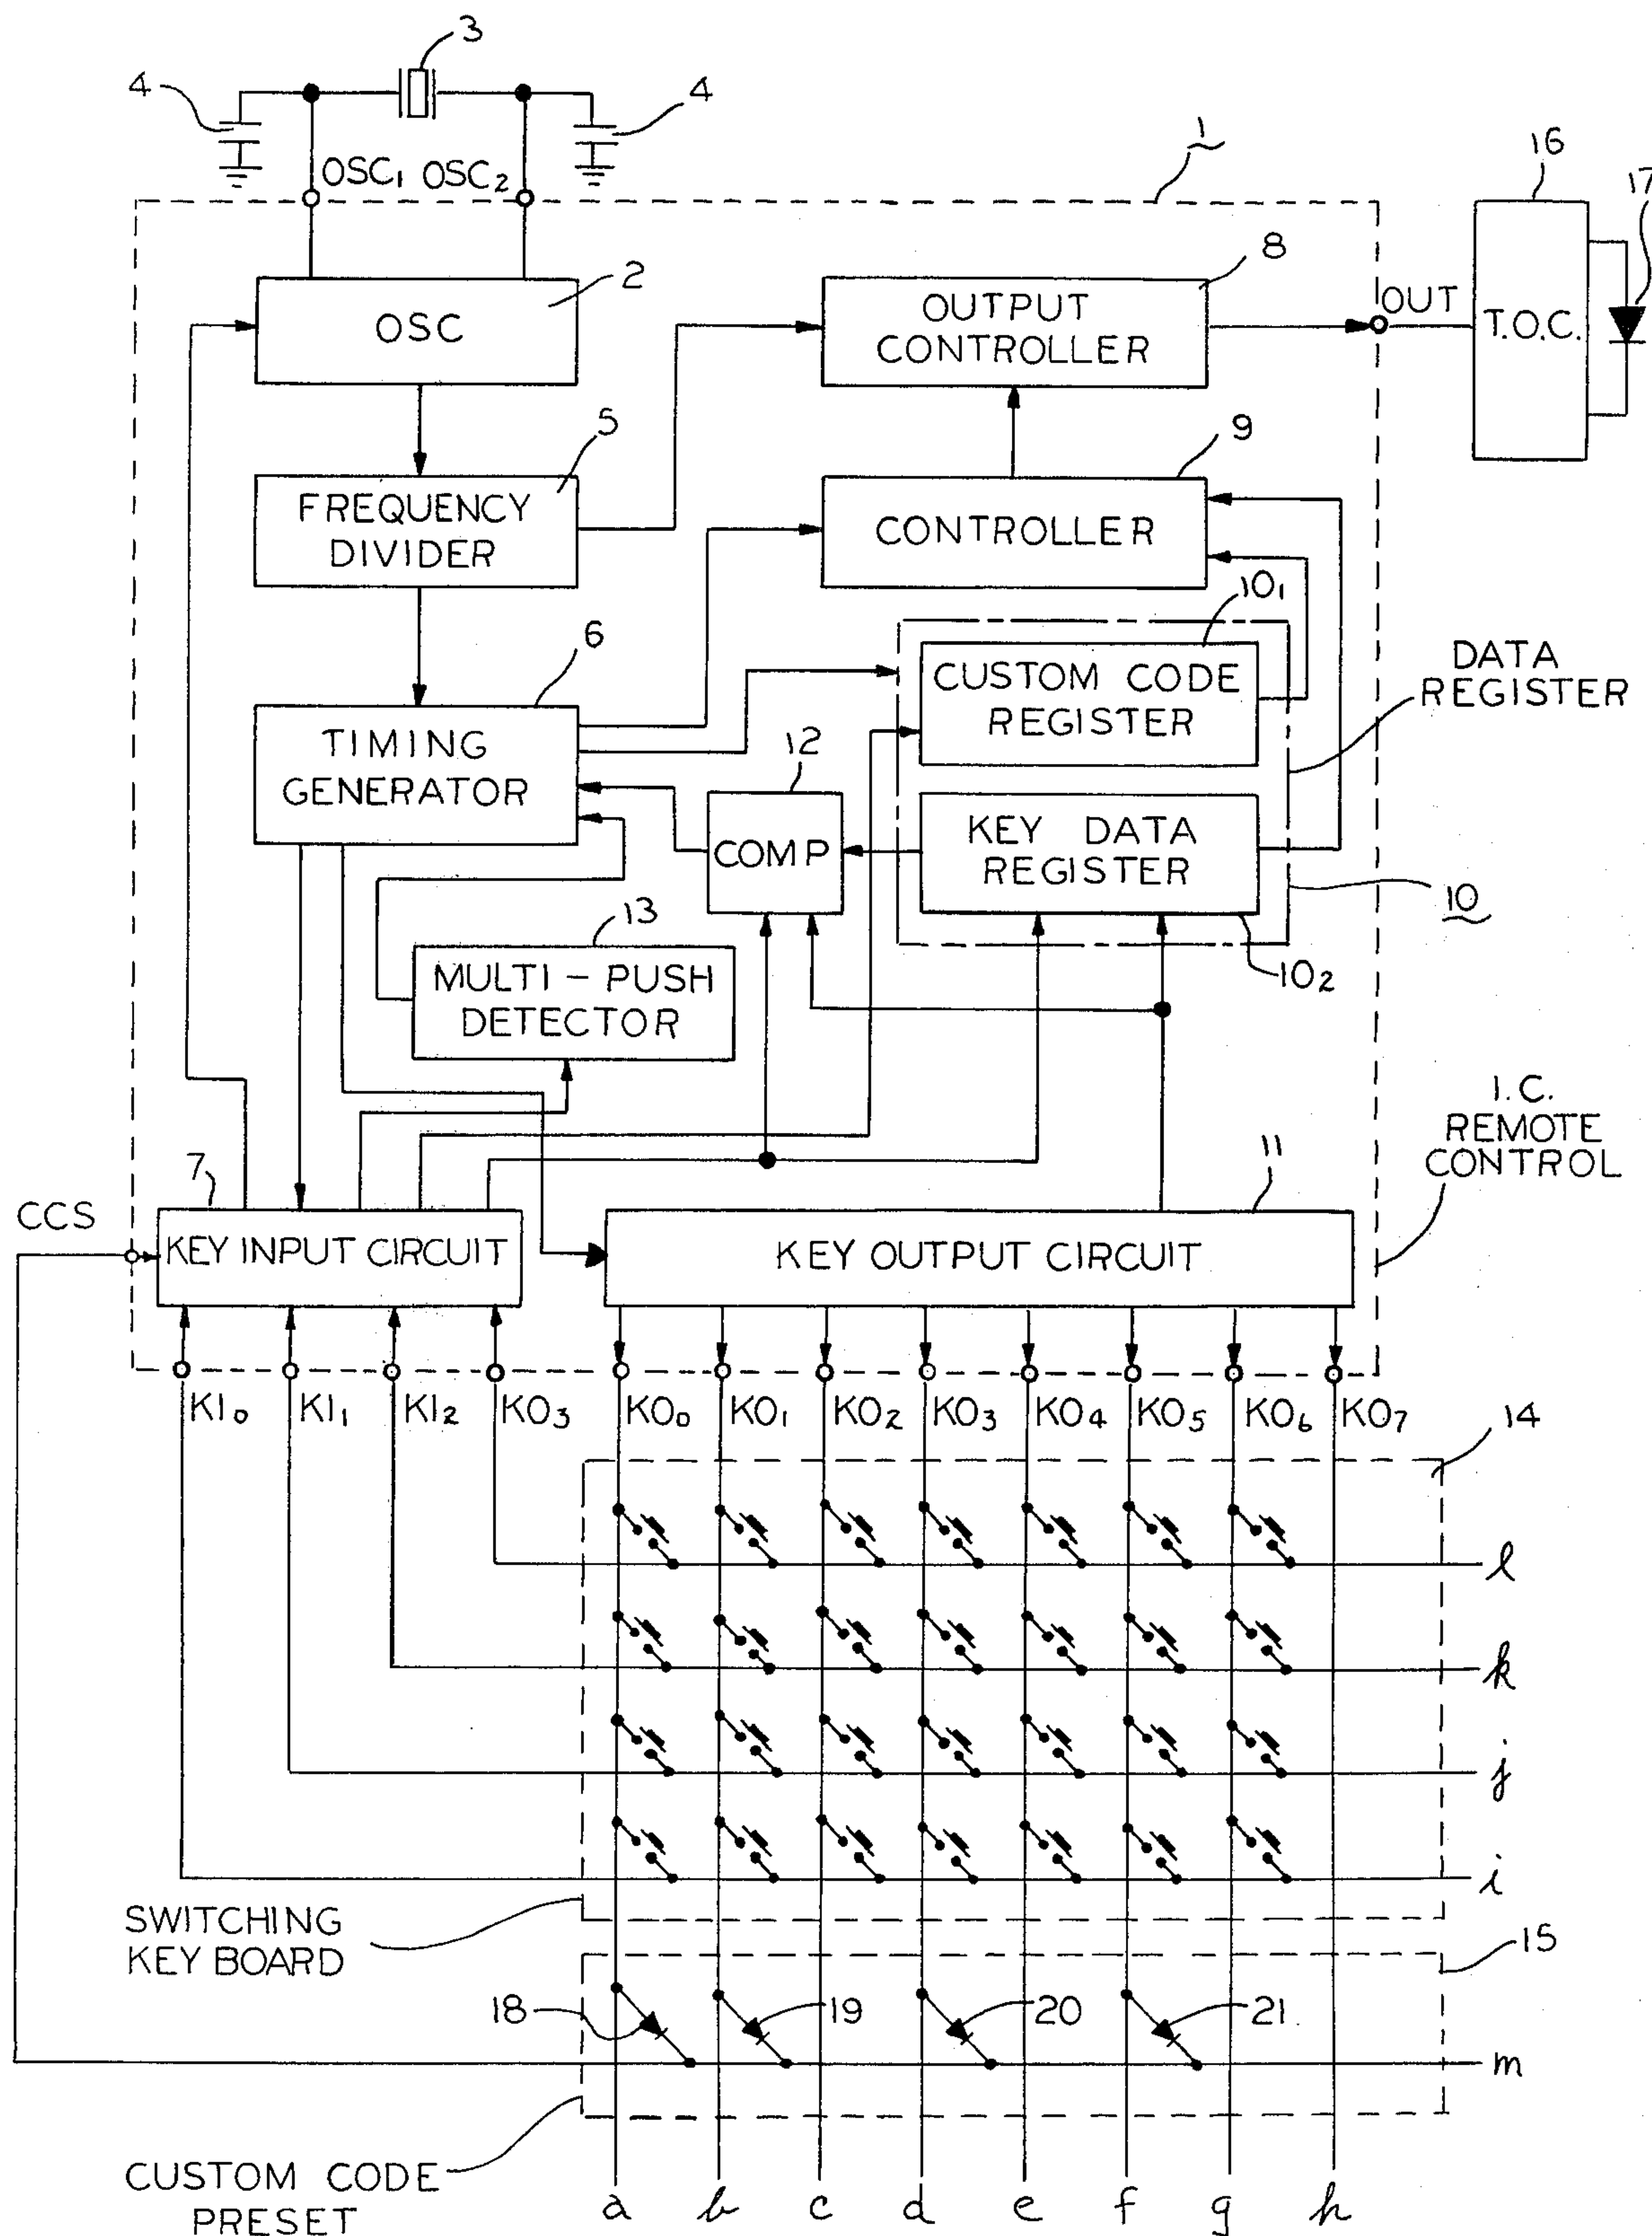 3
4
4
1
16
17
OSC₁ OSC₂
8
2
OSC
OUTPUT
CONTROLLER
OUT
T.O.C.
5
9
FREQUENCY
DIVIDER
CONTROLLER
10₁
6
DATA
REGISTER
CUSTOM CODE
REGISTER
TIMING
GENERATOR
12
COMP
KEY DATA
REGISTER
10
13
10₂
MULTI-PUSH
DETECTOR
I.C.
REMOTE
CONTROL
7
11
CCS
KEY INPUT CIRCUIT
KEY OUTPUT CIRCUIT
KI₀ KI₁ KI₂ KO₃ KO₀ KO₁ KO₂ KO₃ KO₄ KO₅ KO₆ KO₇
14
l
k
j
i
SWITCHING
KEY BOARD
15
18 19 20 21
m
CUSTOM CODE
PRESET
a b c d e f g h